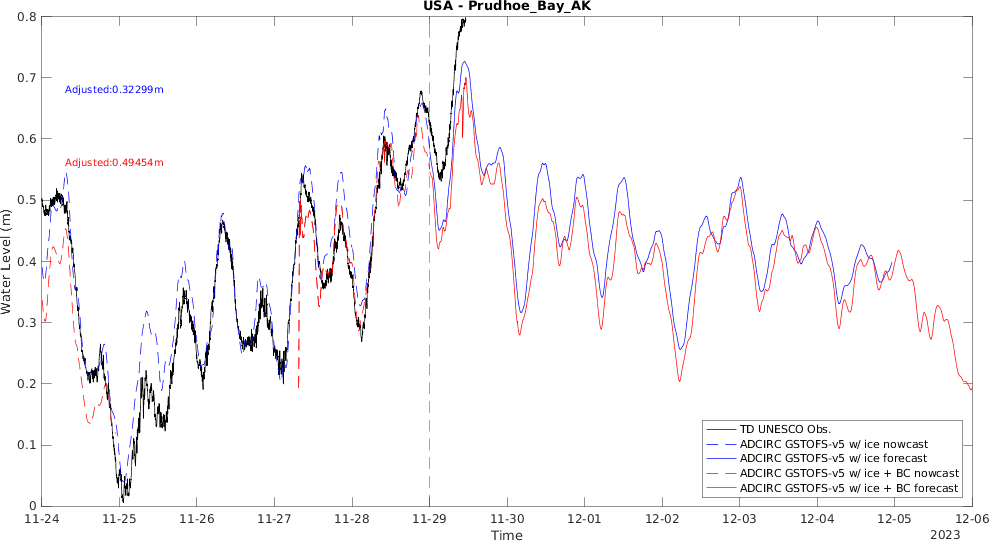 USA - Prudhoe_Bay_AK
Water Level (m)
0.8
0.7
0.6
0.5
0.4
0.3
0.2
0.1
0
Adjusted:0.32299m
Adjusted:0.49454m
TD UNESCO Obs.
ADCIRC GSTOFS-v5 w/ ice nowcast
ADCIRC GSTOFS-v5 w/ ice forecast
ADCIRC GSTOFS-v5 w/ ice + BC nowcast
ADCIRC GSTOFS-v5 w/ ice + BC forecast
11-24 11-25 11-26 11-27 11-28 11-29 11-30 12-01 12-02 12-03 12-04 12-05 12-06
Time
2023